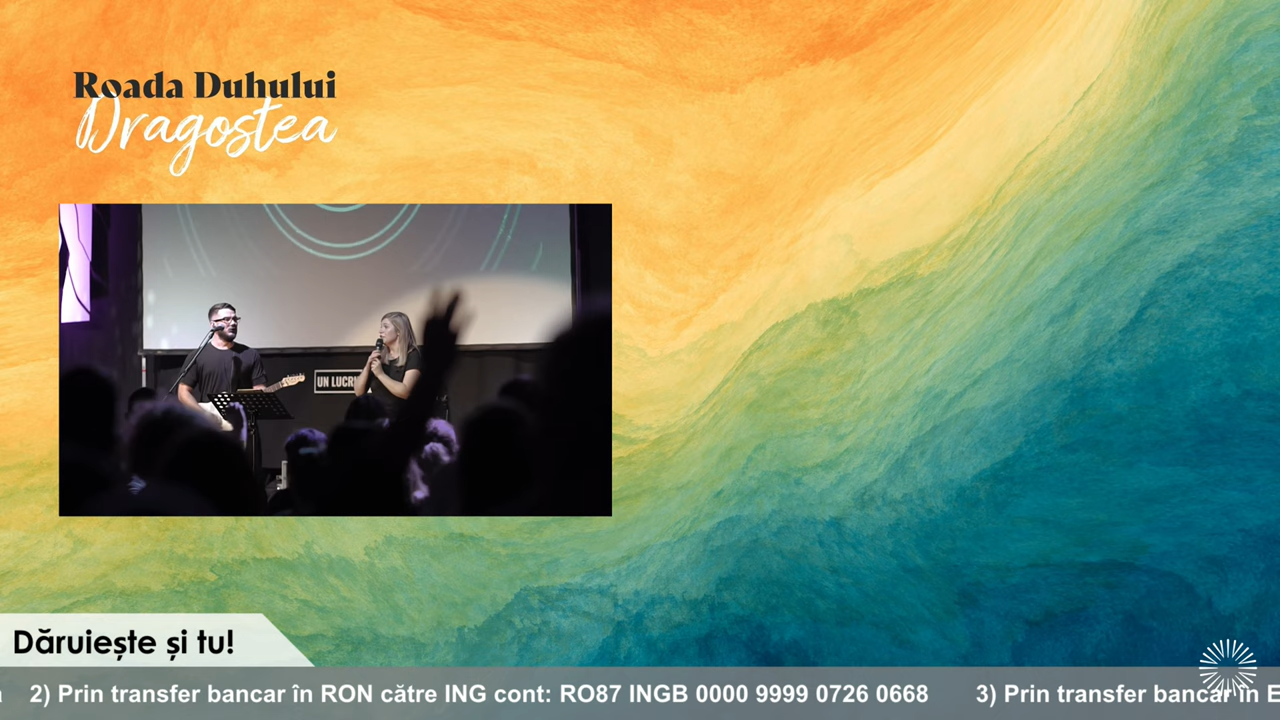 Roada Duhului
Dragostea
UN LUCRU
Dăruiește și tu!
2) Prin transfer bancar în RON către ING cont: RO87 INGB 0000 9999 0726 0668 3) Prin transfer bancar în E